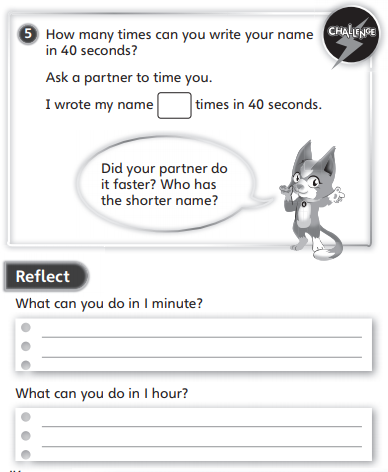 5 How many times can you write your name
in 40 seconds?
CHALLENGE
Ask a partner to time you.
I wrote my name times in 40 seconds.
Did your partner do
it faster? Who has
the shorter name?
Reflect
What can you do in I minute?
What can you do in I hour?